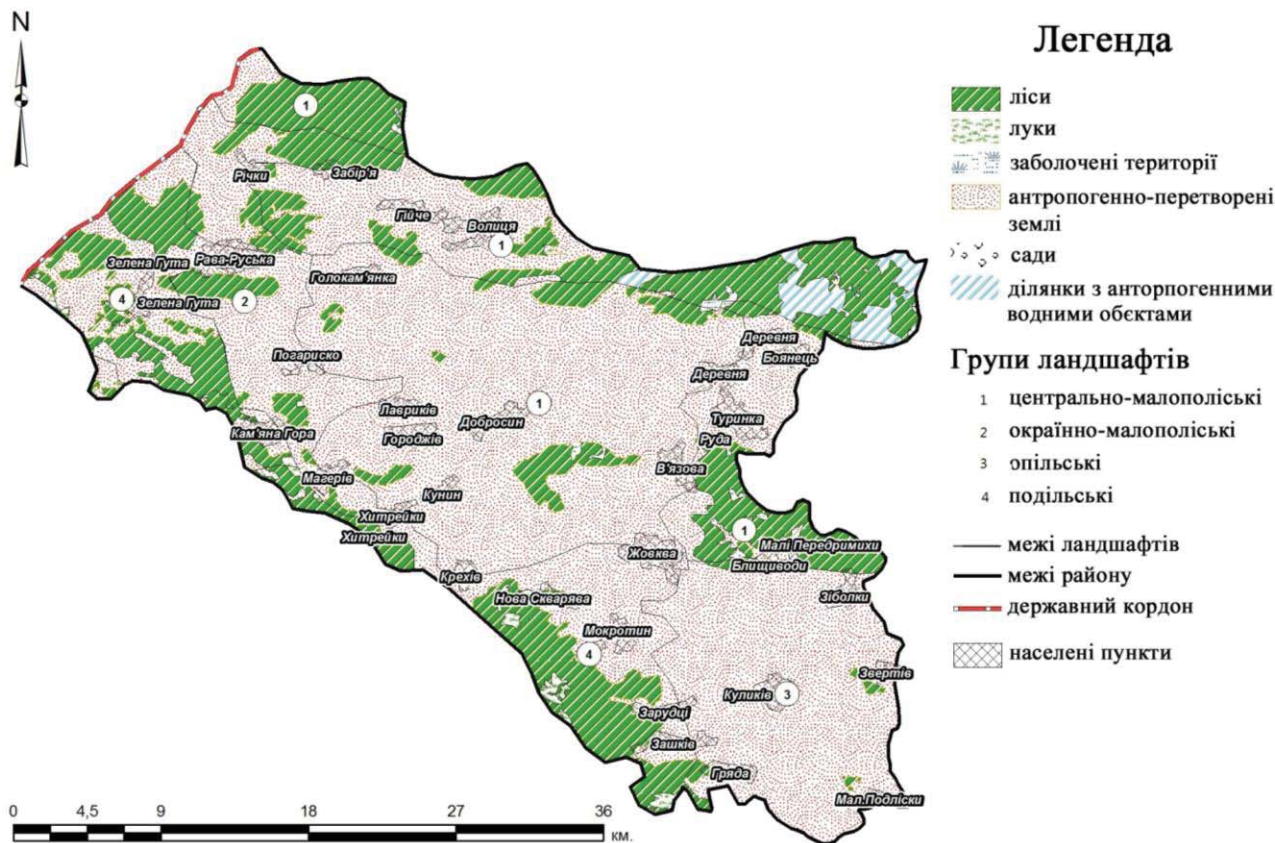 N
Легенда
ліси
луки
заболочені території
антропогенно-перетворені
землі
сади
ділянки з анторпогенними
водними обєктами
Групи ландшафтів
1 центрально-малополіські
2 окраїнно-малополіські
3 опільські
4 подільські
межі ландшафтів
межі району
державний кордон
населені пункти
1
Річки
Забір'я
Гійче
Волиця
1
Зелена Гута
Рава-Руська
Голокам'янка
4
Зелена Гута
2
Погариско
Деревня
Боянець
Деревня
Лавриків
Добросин
1
Туринка
Кам'яна Гора
Городжів
Руда
В'язова
Магерів
Кунин
Хитрейки
Хитрейки
1
Малі Передримихи
Жовква
Блищиводи
Крехів
Нова Скварява
Зіболки
Мокротин
4
Звертів
Куликів
3
Зарудці
Зашків
Гряда
Мал.Подліски
0 4,5 9 18 27 36
км.